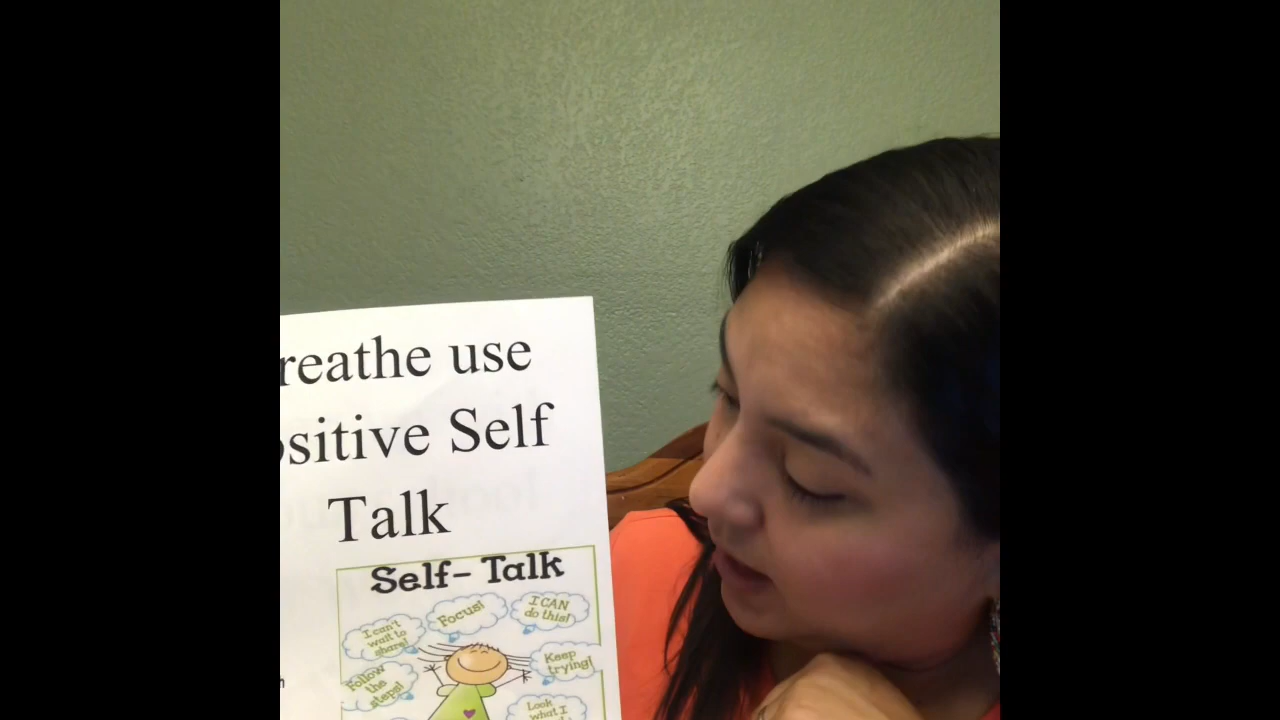 reathe use
ositive Self
Talk
Self-Talk
Focus!
I CAN
do this!
I can't
wait to
share!
Keep
trying!
Follow
the
steps!
Look
what I